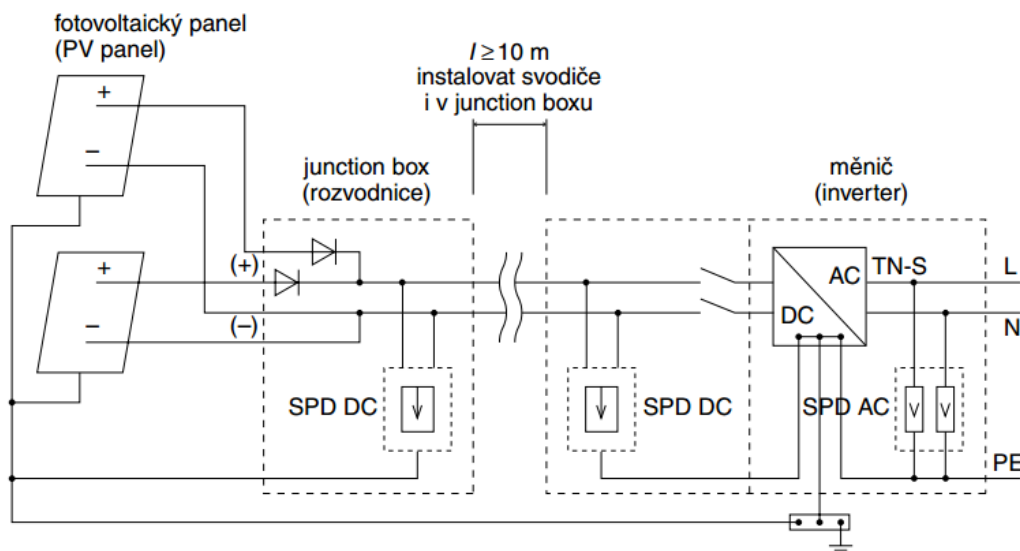 fotovoltaický panel
(PV panel)
l ≥ 10 m
instalovat svodiče
i v junction boxu
junction box
(rozvodnice)
měnič
(inverter)
+
–
+
–
(+)
(–)
AC
DC
TN-S
L
N
SPD DC
SPD DC
SPD AC
PE